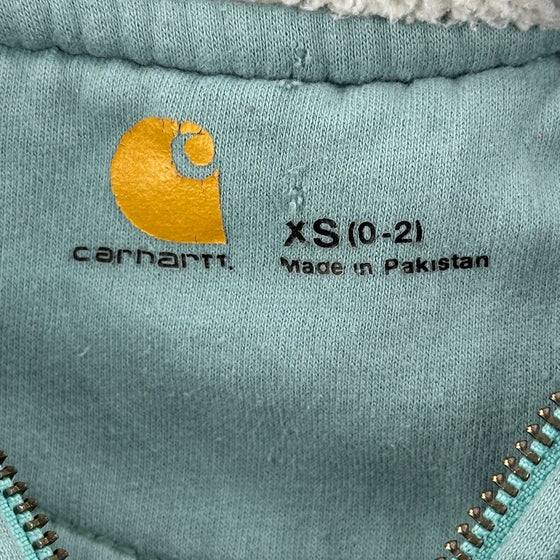 carhartt.
XS (0-2)
Made in Pakistan